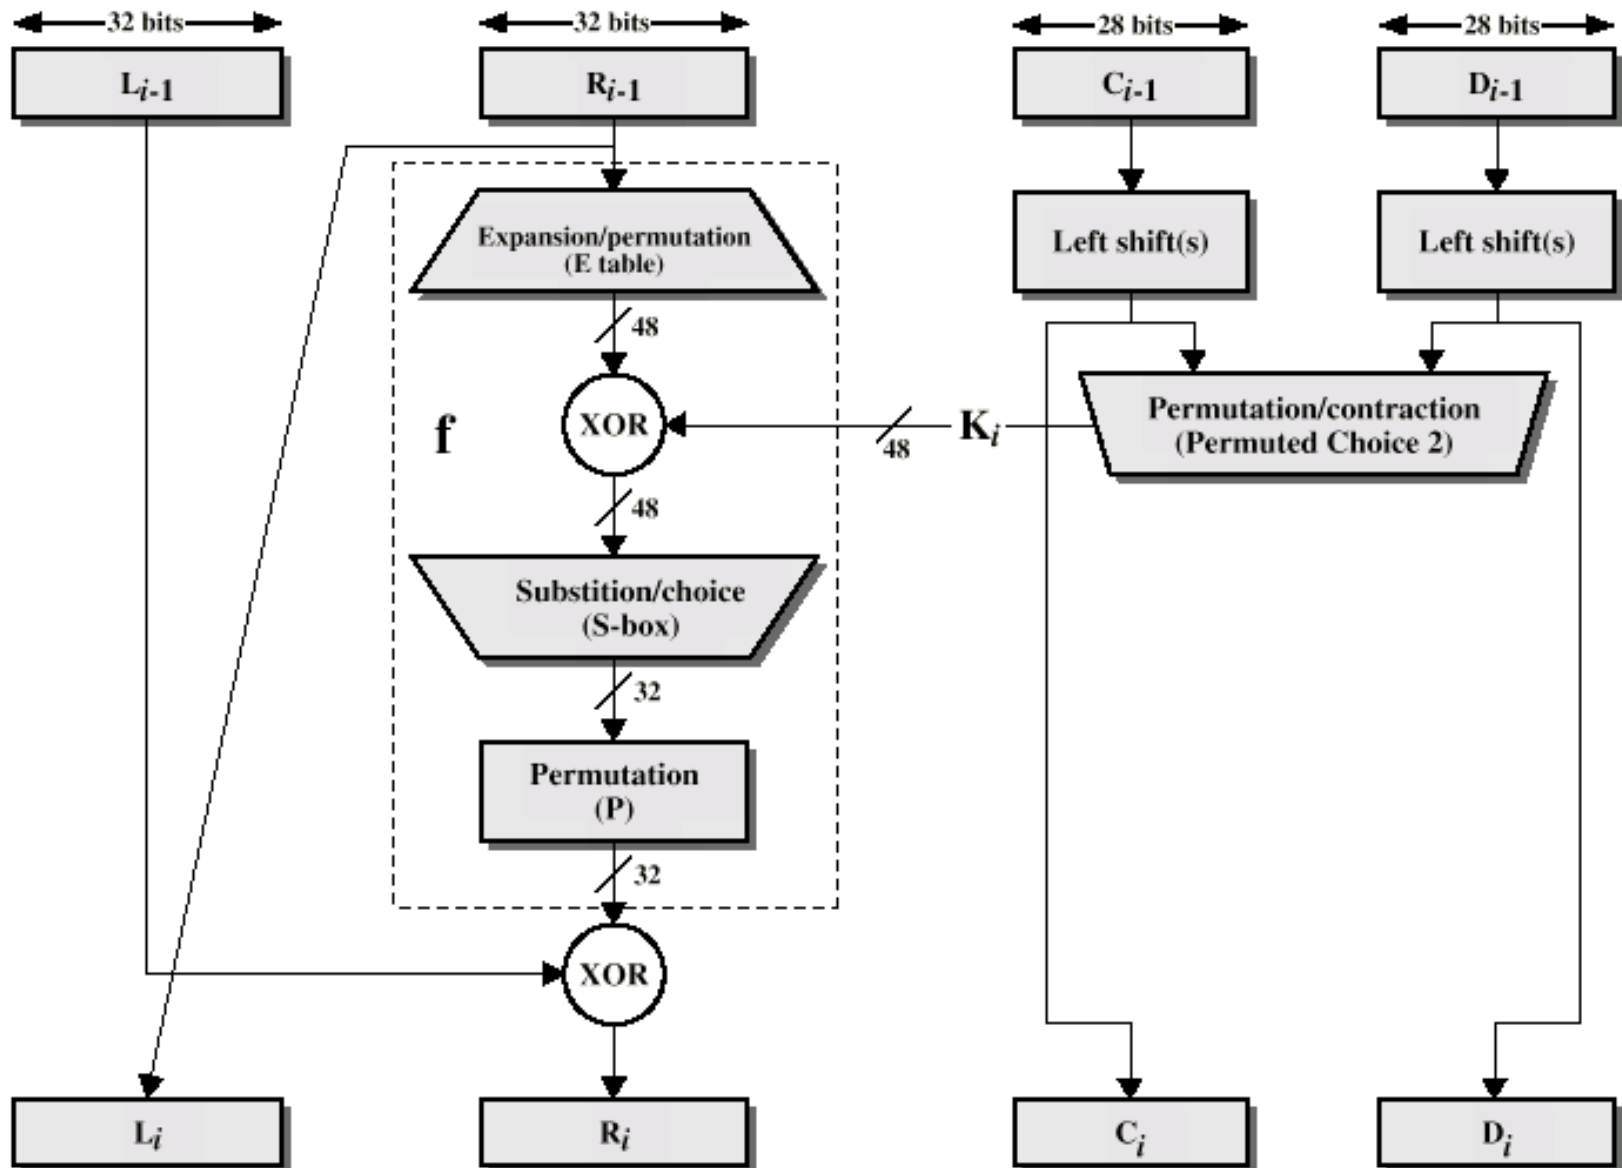 32 bits
32 bits
28 bits
28 bits
Li-1
Ri-1
Ci-1
Di-1
Expansion/permutation
(E table)
Left shift(s)
Left shift(s)
48
XOR
f
48
Ki
Permutation/contraction
(Permuted Choice 2)
48
Substition/choice
(S-box)
32
Permutation
(P)
32
XOR
Li
Ri
Ci
Di